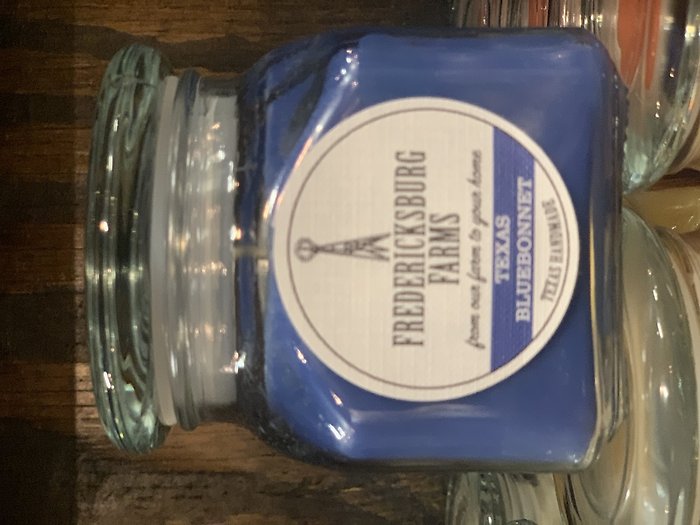 FREDERICKSBURG
FARMS
from our farm to your home
TEXAS
BLUEBONNET
TEXAS HANDMADE